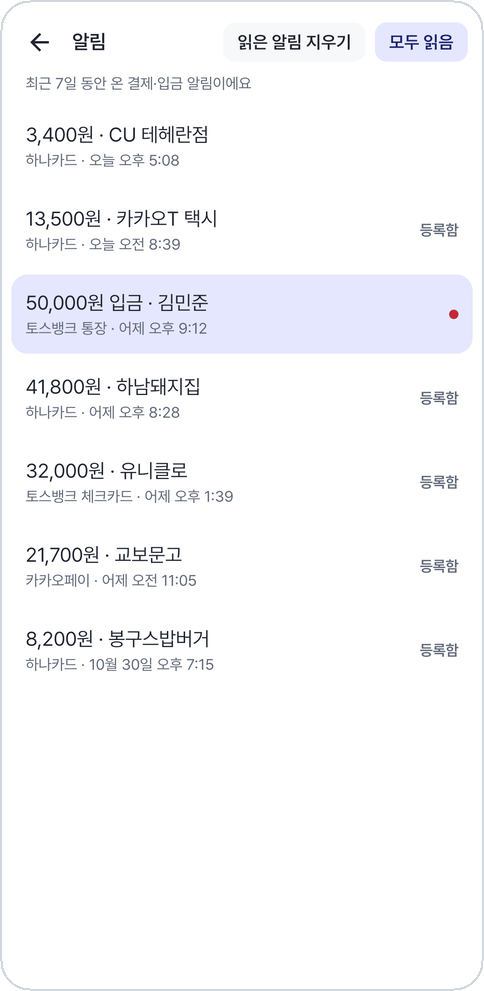 알림
읽은 알림 지우기
모두 읽음
최근 7일 동안 온 결제·입금 알림이에요
3,400원 · CU 테헤란점
하나카드 · 오늘 오후 5:08
13,500원 · 카카오T 택시
하나카드 · 오늘 오전 8:39
등록함
50,000원 입금 · 김민준
토스뱅크 통장 · 어제 오후 9:12
41,800원 · 하남돼지집
하나카드 · 어제 오후 8:28
등록함
32,000원 · 유니클로
토스뱅크 체크카드 · 어제 오후 1:39
등록함
21,700원 · 교보문고
카카오페이 · 어제 오전 11:05
등록함
8,200원 · 봉구스밥버거
하나카드 · 10월 30일 오후 7:15
등록함